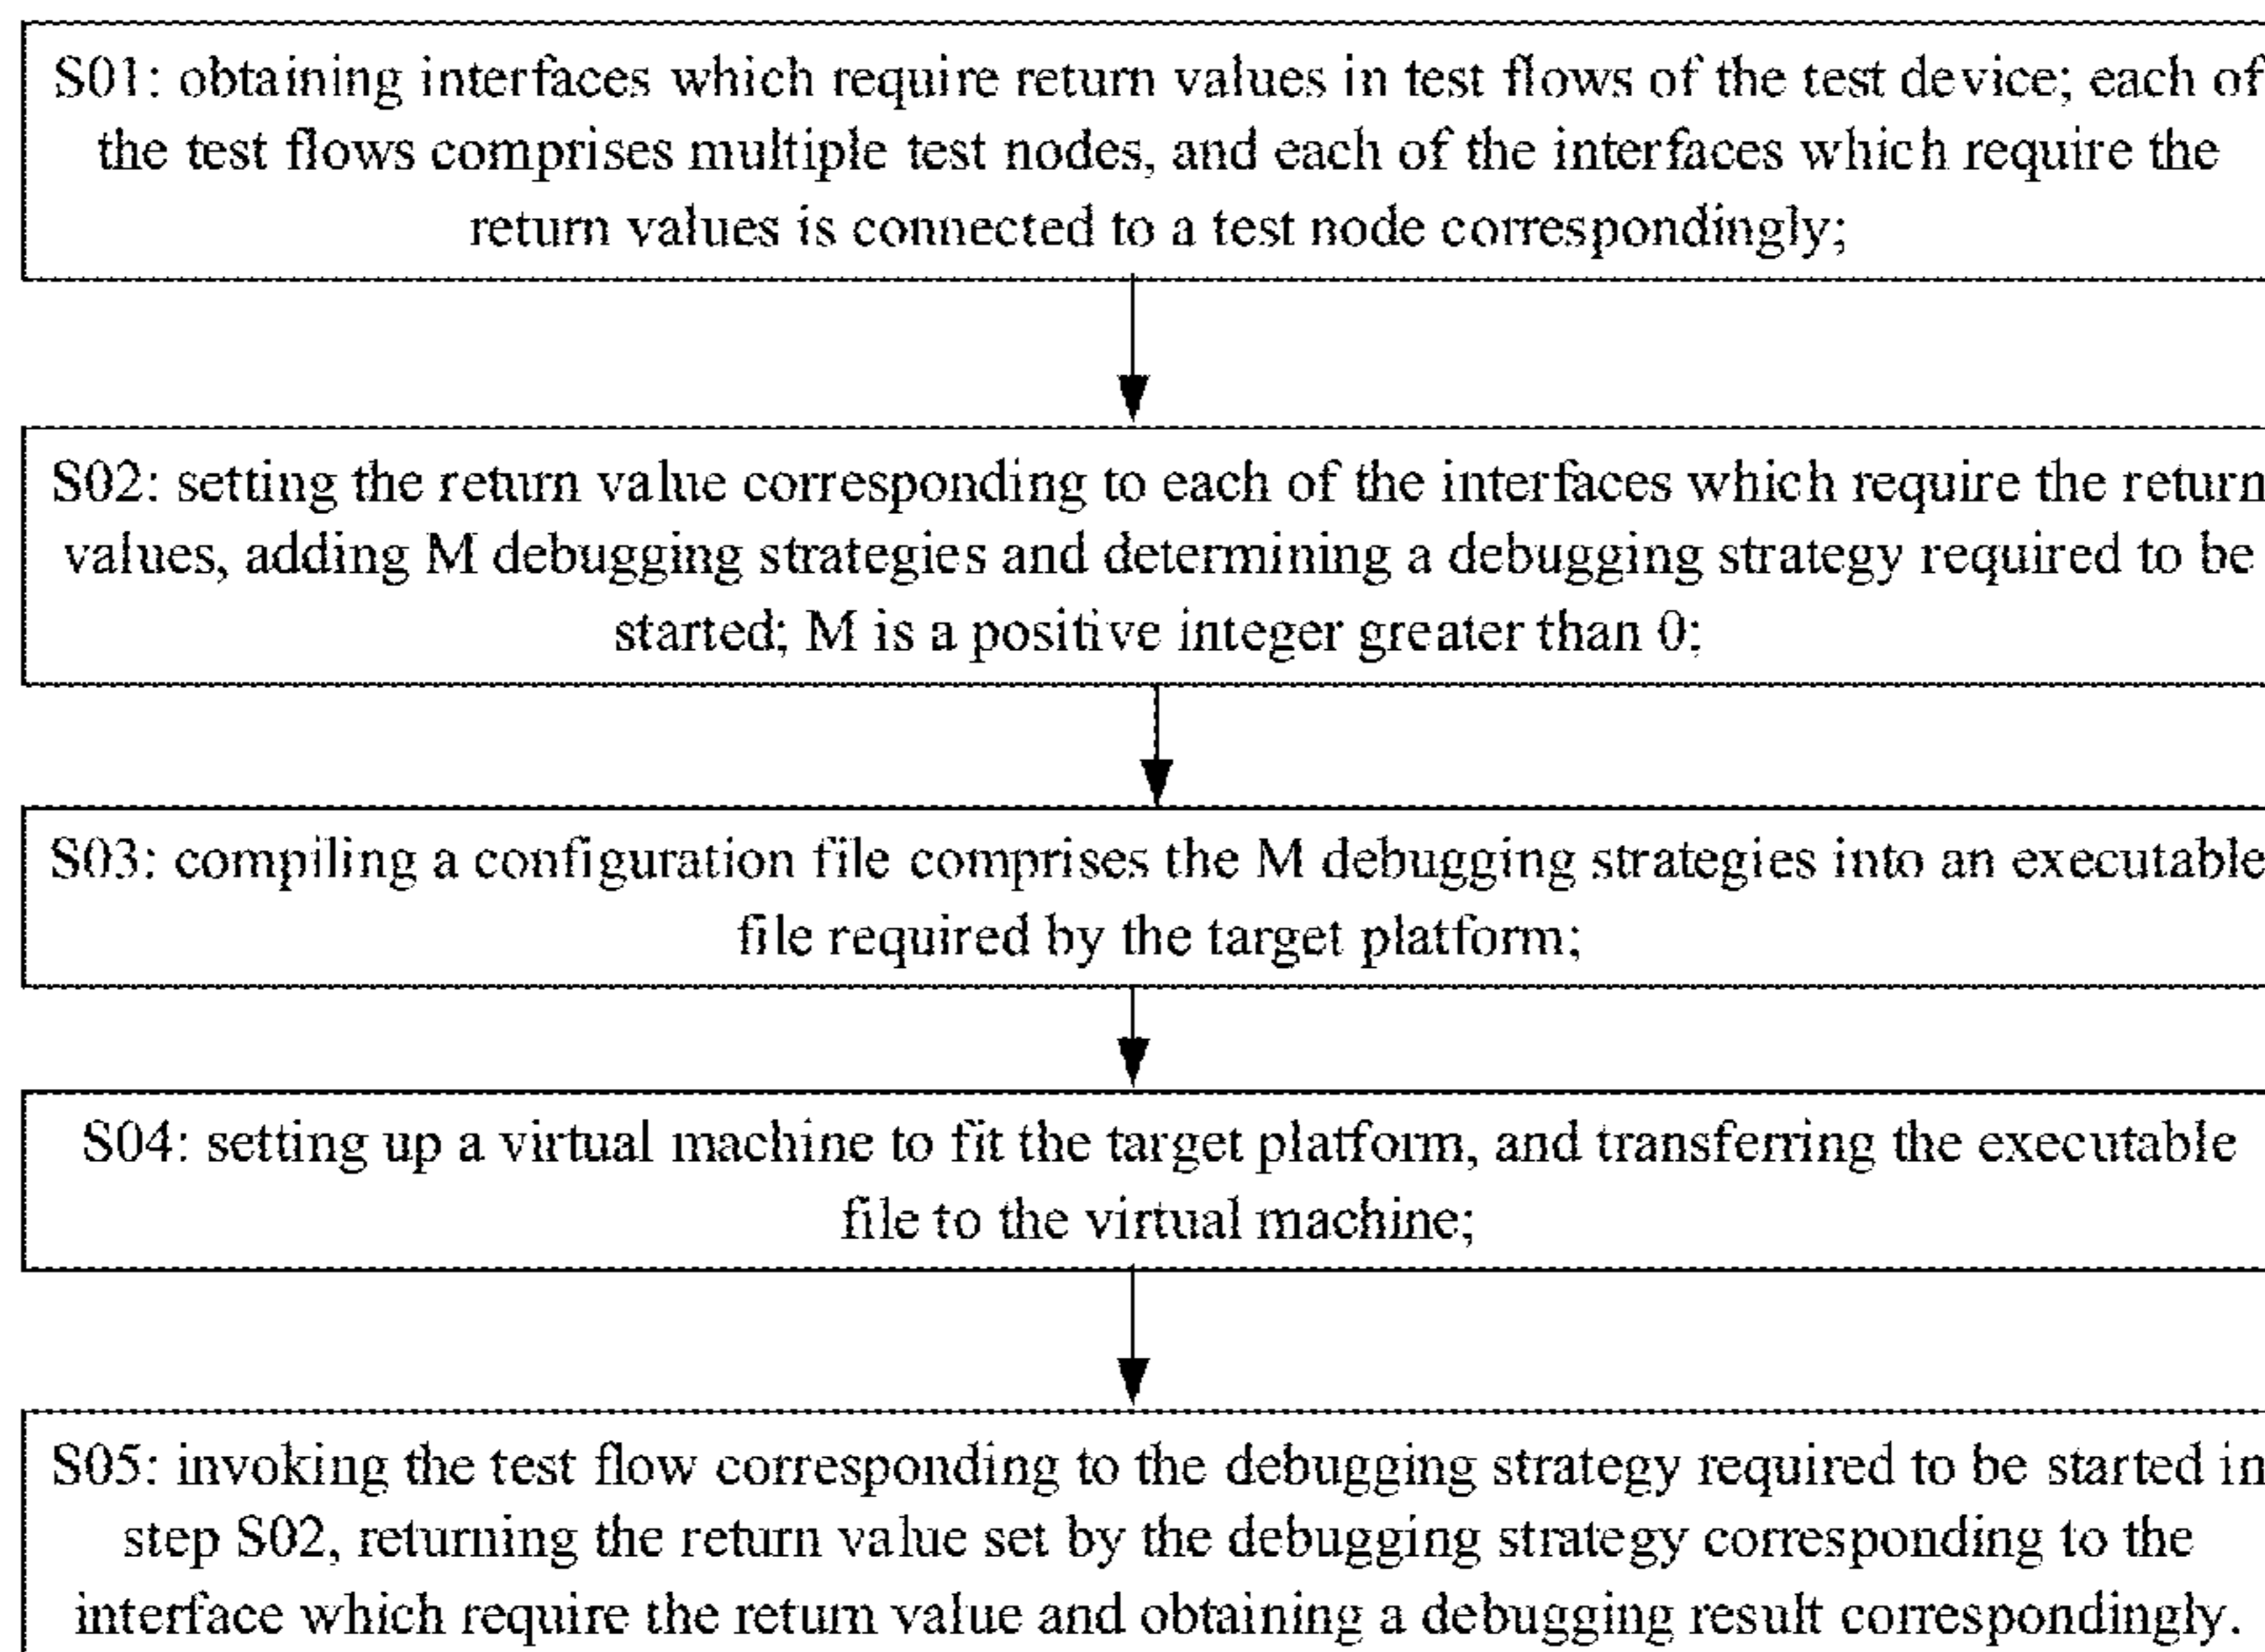 S01: obtaining interfaces which require return values in test flows of the test device; each of
the test flows comprises multiple test nodes, and each of the interfaces which require the
return values is connected to a test node correspondingly;
S02: setting the return value corresponding to each of the interfaces which require the return
values, adding M debugging strategies and determining a debugging strategy required to be
started; M is a positive integer greater than 0;
S03: compiling a configuration file comprises the M debugging strategies into an executable
file required by the target platform;
S04: setting up a virtual machine to fit the target platform, and transferring the executable
file to the virtual machine;
S05: invoking the test flow corresponding to the debugging strategy required to be started in
step S02, returning the return value set by the debugging strategy corresponding to the
interface which require the return value and obtaining a debugging result correspondingly.